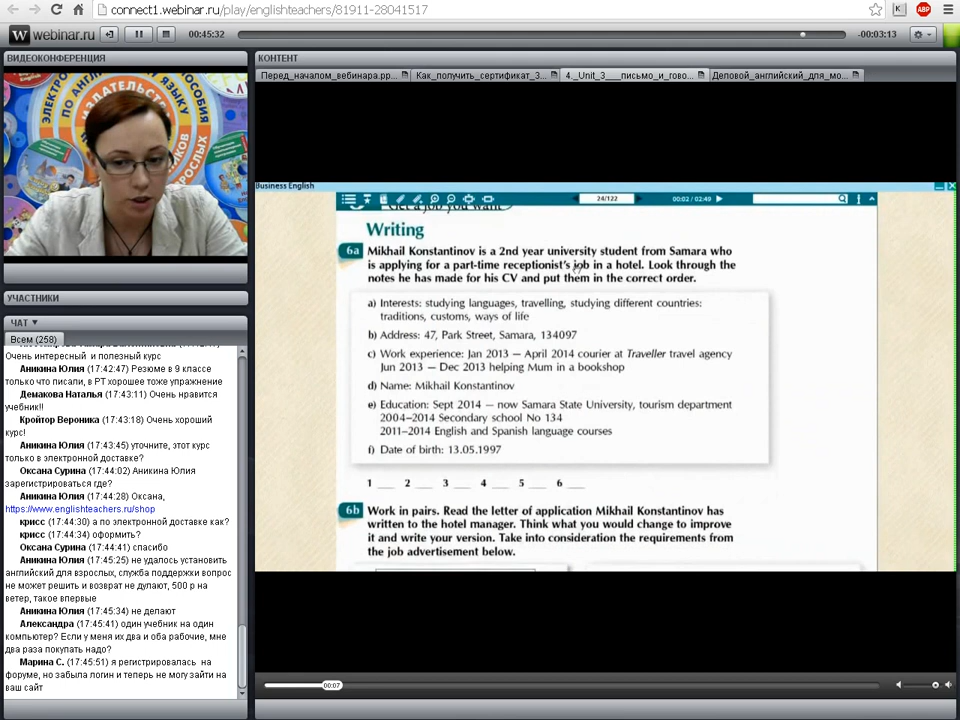 connect1.webinar.ru/play/englishteachers/81911-28041517
W webinar.ru
00:45:32
-00:03:13
ВИДЕОКОНФЕРЕНЦИЯ
УЧАСТНИКИ
ЧАТ
Всем (258)
Очень интересный и полезный курс
Аникина Юлия (17:42:47) Резюме в 9 классе
только что писали, в РТ хорошее тоже упражнение
Демакова Наталья (17:43:11) Очень нравится
учебник!!
Кройтор Вероника (17:43:18) Очень хороший
курс!
Аникина Юлия (17:43:45) уточните, этот курс
только в электронной доставке?
Оксана Сурина (17:44:02) Аникина Юлия
зарегистрироваться где?
Аникина Юлия (17:44:28) Оксана,
https://www.englishteachers.ru/shop
крисс (17:44:30) а по электронной доставке как?
крисс (17:44:34) оформить?
Оксана Сурина (17:44:41) спасибо
Аникина Юлия (17:45:25) не удалось установить
английский для взрослых, служба поддержки вопрос
не может решить и возврат не дулают, 500 р на
ветер, такое впервые
Аникина Юлия (17:45:34) не делают
Александра (17:45:41) один учебник на один
компьютер? Если у меня их два и оба рабочие, мне
два раза покупать надо?
Марина С. (17:45:51) я регистрировалась на
форуме, но забыла логин и теперь не могу зайти на
ваш сайт
КОНТЕНТ
Перед_началом_вебинара.pp...
Как_получить_сертификат_3...
4._Unit_3___письмо_и_гово...
Деловой_английский_для_мо...
Business English
24/122
00:02 / 02:49
Get a job you want
Writing
6a Mikhail Konstantinov is a 2nd year university student from Samara who
is applying for a part-time receptionist's job in a hotel. Look through the
notes he has made for his CV and put them in the correct order.
a) Interests: studying languages, travelling, studying different countries:
traditions, customs, ways of life
b) Address: 47, Park Street, Samara, 134097
c) Work experience: Jan 2013 — April 2014 courier at Traveller travel agency
Jun 2013 — Dec 2013 helping Mum in a bookshop
d) Name: Mikhail Konstantinov
e) Education: Sept 2014 — now Samara State University, tourism department
2004–2014 Secondary school No 134
2011–2014 English and Spanish language courses
f) Date of birth: 13.05.1997
1 __ 2 __ 3 __ 4 __ 5 __ 6 __
6b Work in pairs. Read the letter of application Mikhail Konstantinov has
written to the hotel manager. Think what you would change to improve
it and write your version. Take into consideration the requirements from
the job advertisement below.
00:07